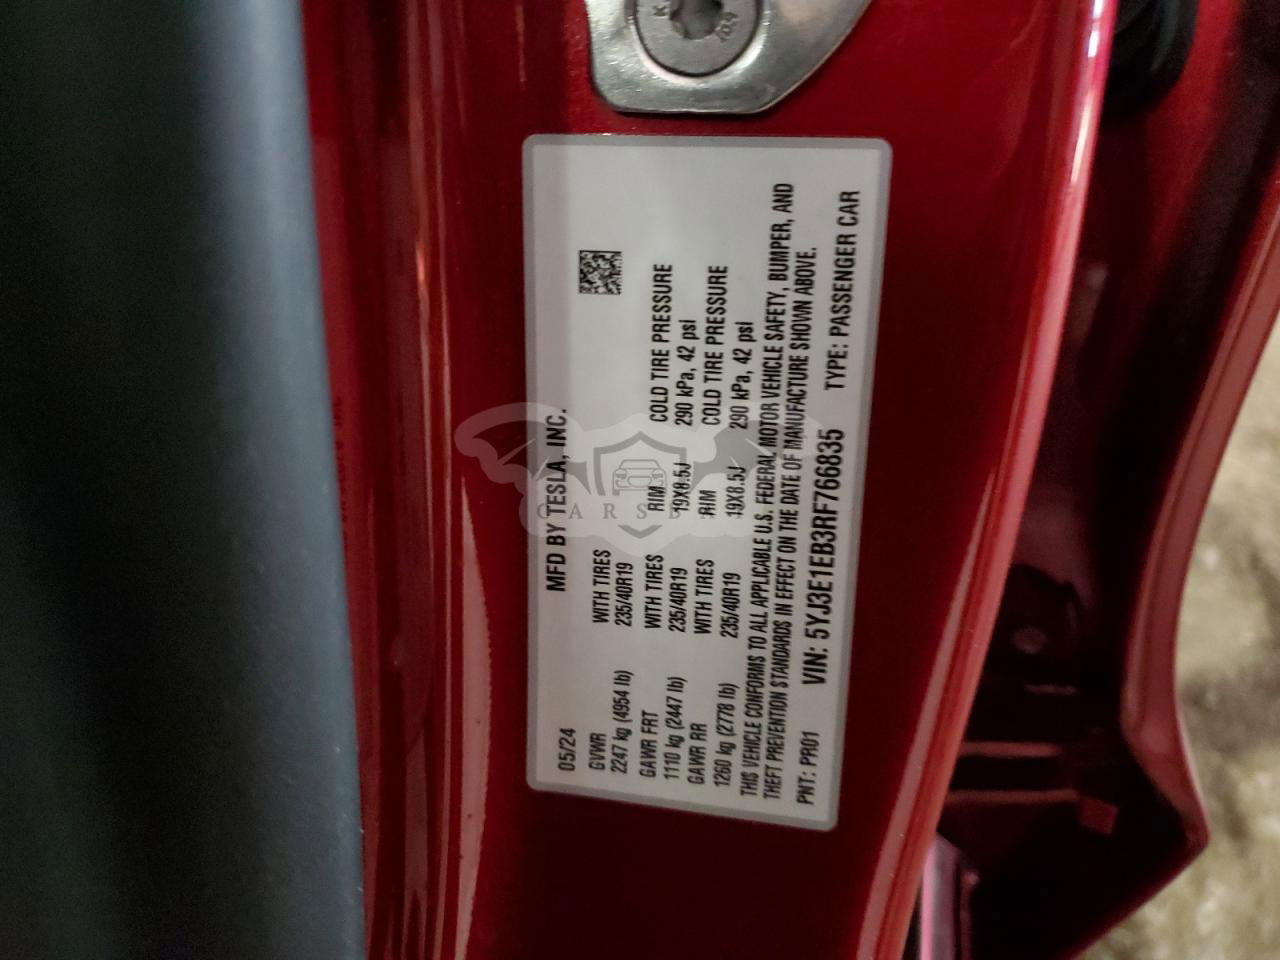 MFD BY TESLA, INC.
05/24
GVWR
2247 kg (4954 lb)
WITH TIRES
235/40R19
GAWR FRT
1110 kg (2447 lb)
WITH TIRES
235/40R19
RIM
19X8.5J
COLD TIRE PRESSURE
290 kPa, 42 psi
GAWR RR
1260 kg (2778 lb)
WITH TIRES
235/40R19
RIM
19X8.5J
COLD TIRE PRESSURE
290 kPa, 42 psi
THIS VEHICLE CONFORMS TO ALL APPLICABLE U.S. FEDERAL MOTOR VEHICLE SAFETY, BUMPER, AND
THEFT PREVENTION STANDARDS IN EFFECT ON THE DATE OF MANUFACTURE SHOWN ABOVE.
PNT: PR01 VIN: 5YJ3E1EB3RF766835 TYPE: PASSENGER CAR
K